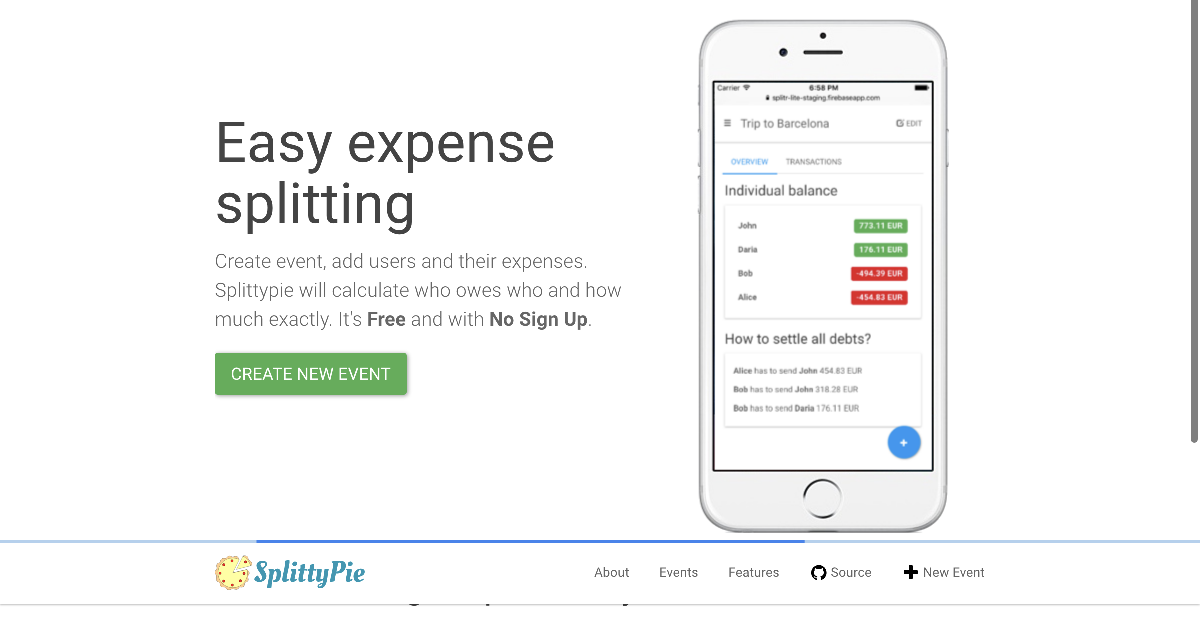 Easy expense
splitting
Create event, add users and their expenses.
Splittypie will calculate who owes who and how
much exactly. It's Free and with No Sign Up.
CREATE NEW EVENT
Carrier 6:58 PM
splitr-lite-staging.firebaseapp.com
Trip to Barcelona EDIT
OVERVIEW TRANSACTIONS
Individual balance
John 773.11 EUR
Daria 176.11 EUR
Bob -494.39 EUR
Alice -454.83 EUR
How to settle all debts?
Alice has to send John 454.83 EUR
Bob has to send John 318.28 EUR
Bob has to send Daria 176.11 EUR
+
SplittyPie About Events Features Source New Event